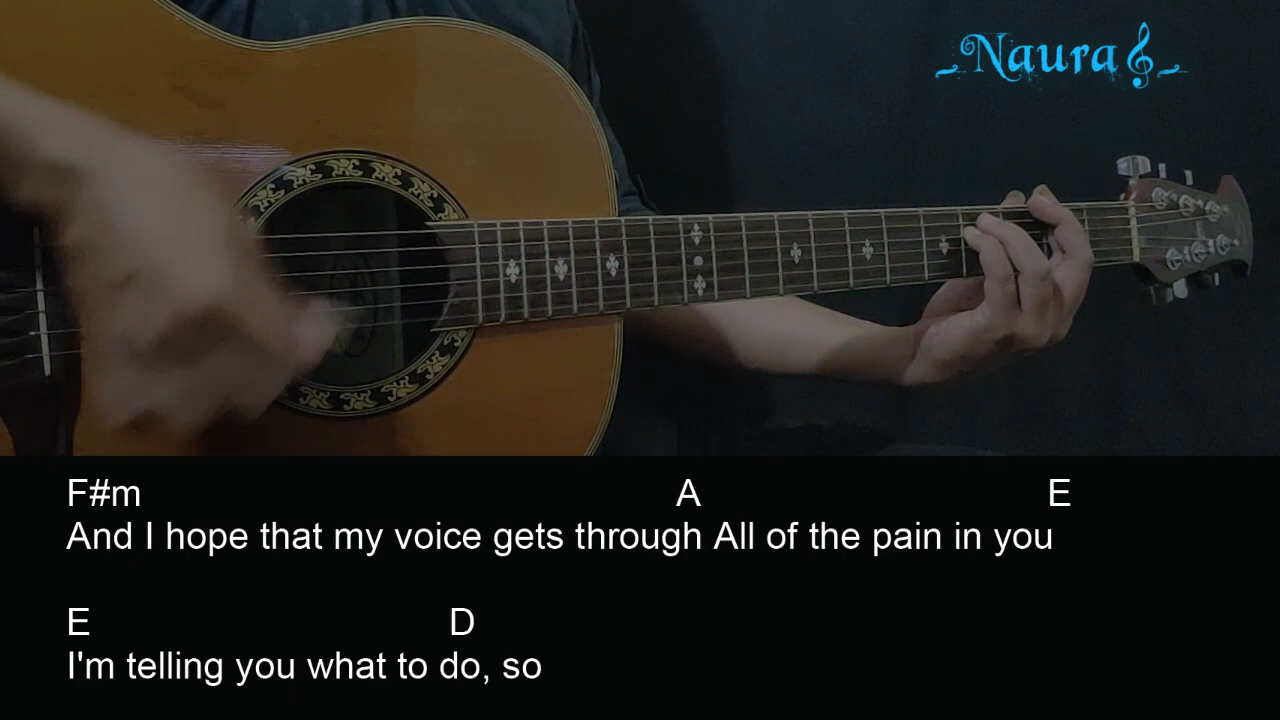 Naura
F#m A E
And I hope that my voice gets through All of the pain in you
E D
I'm telling you what to do, so